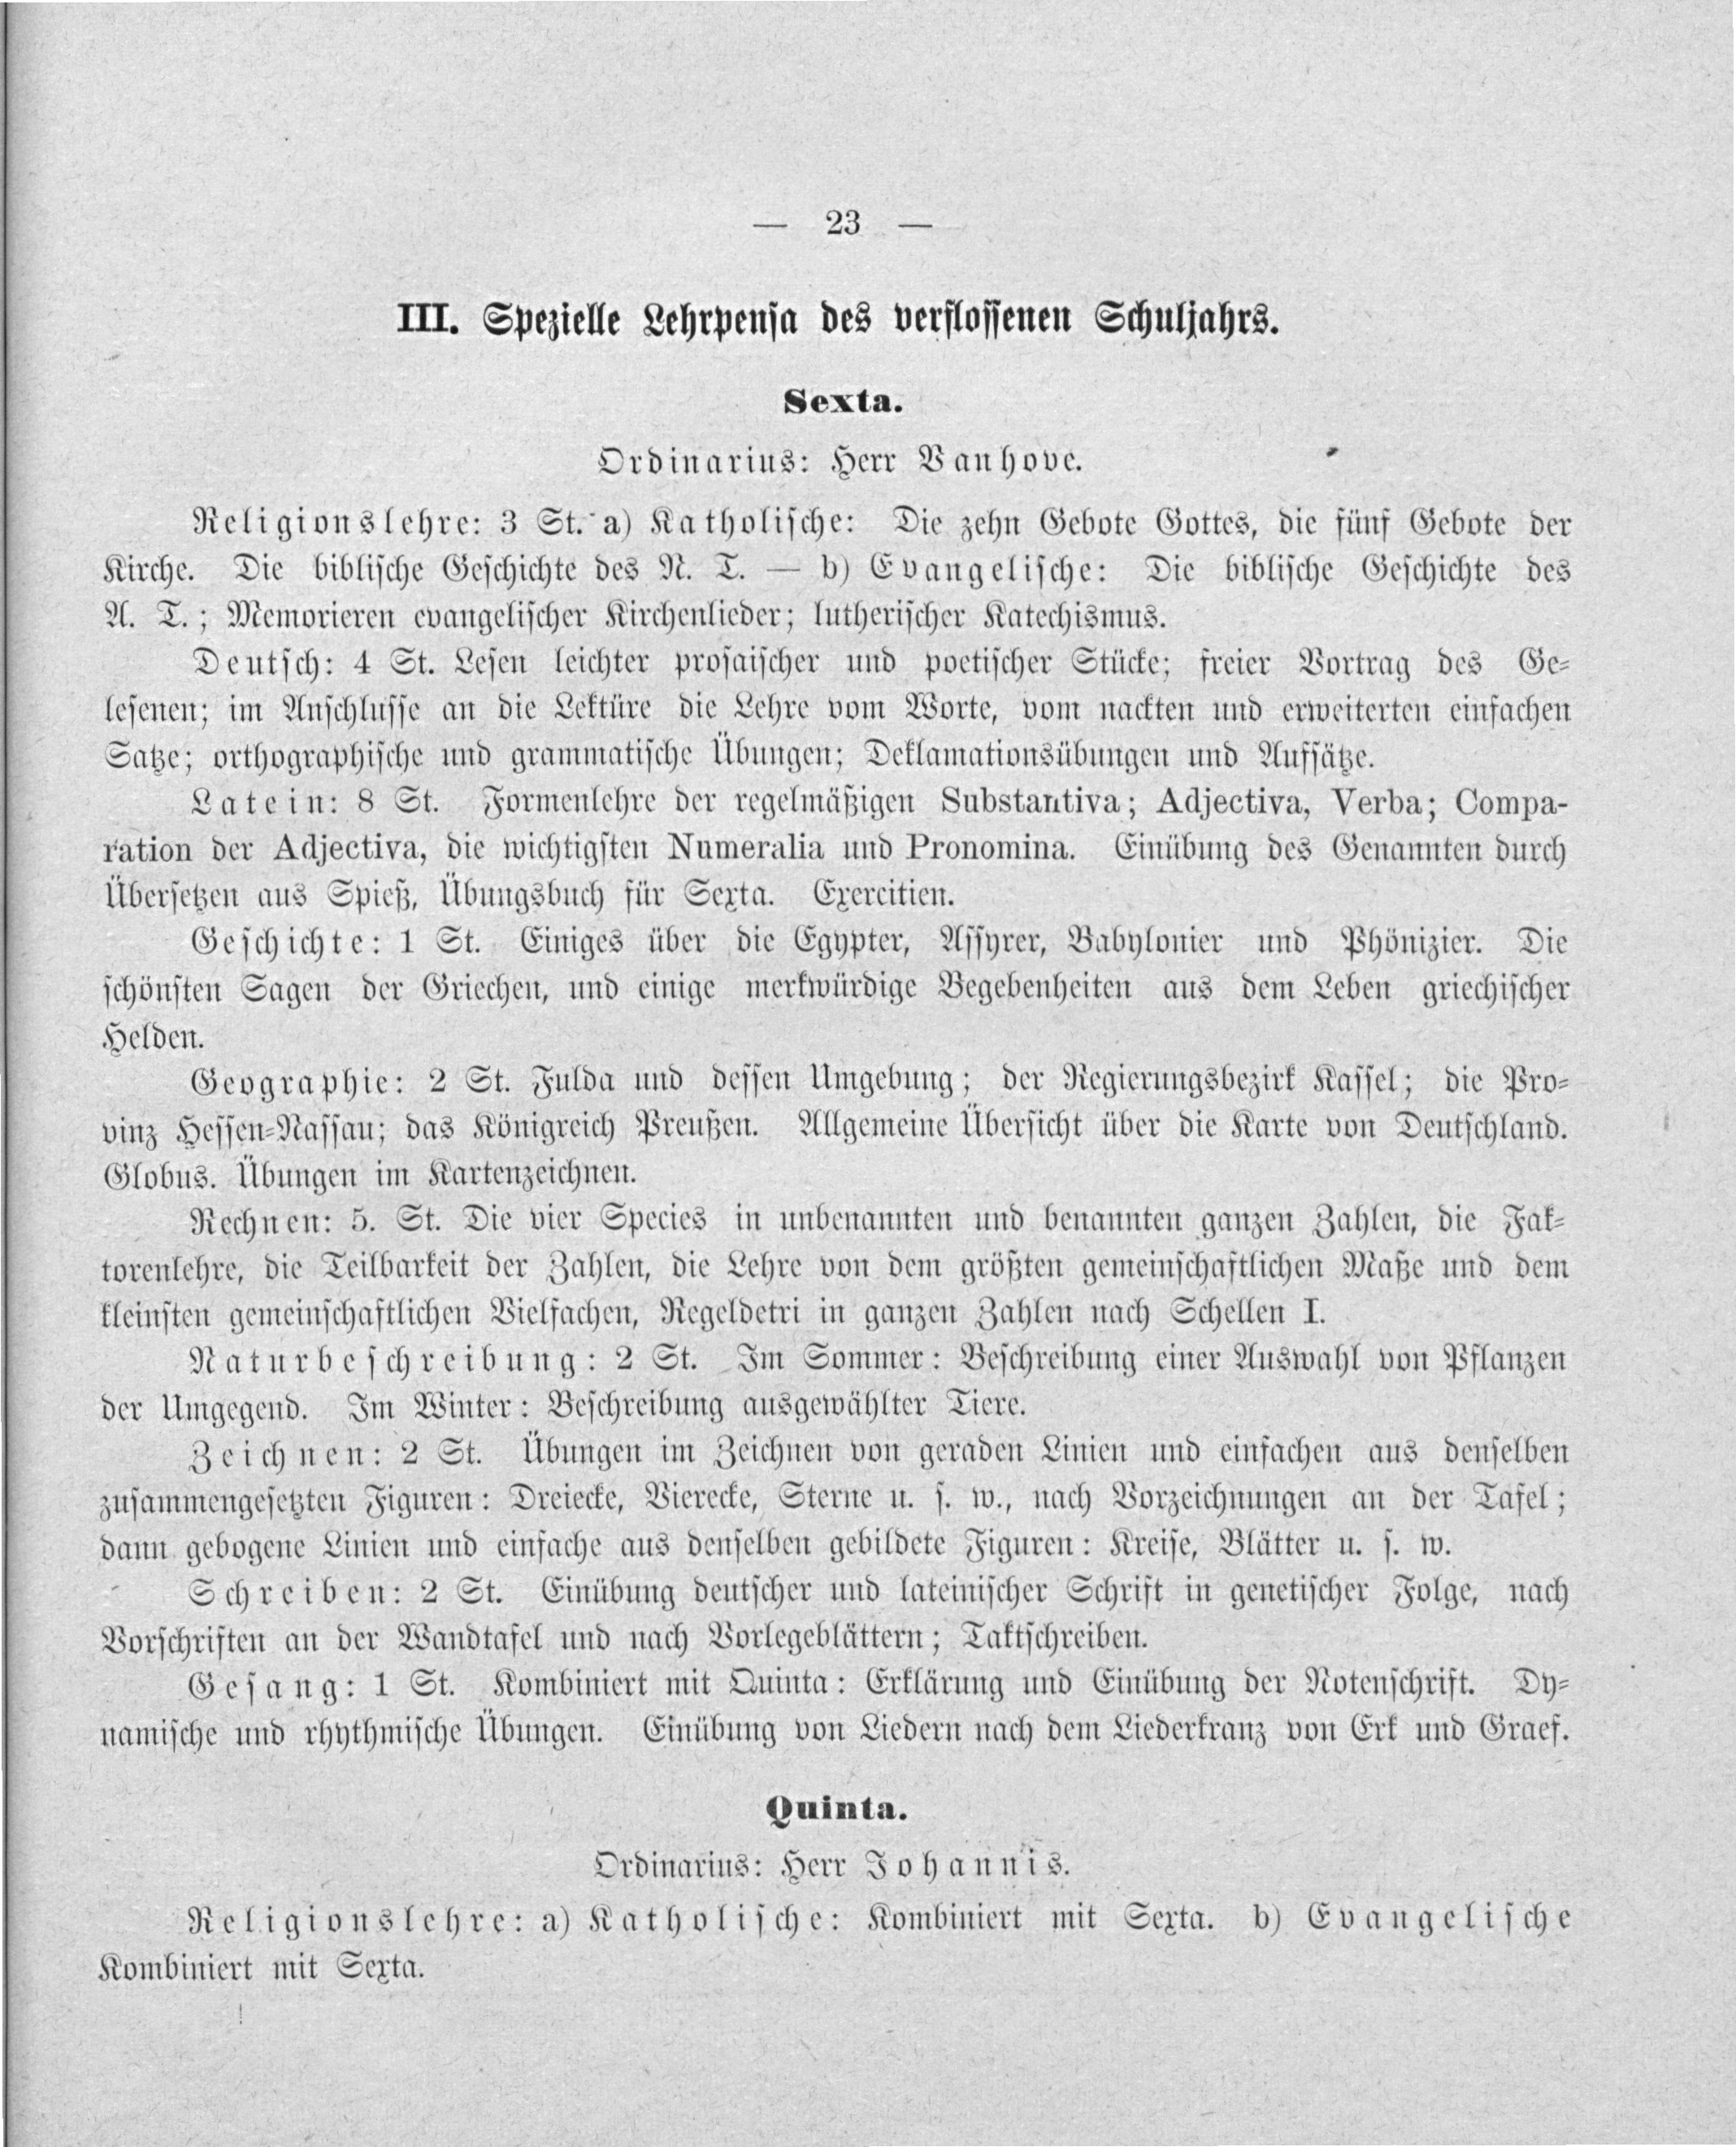 — 23 —
III. Spezielle Lehrpensa des verflossenen Schuljahrs.
Sexta.
Ordinarius: Herr Vanhove.
Religionslehre: 3 St. a) Katholische: Die zehn Gebote Gottes, die fünf Gebote der
Kirche. Die biblische Geschichte des N. T. — b) Evangelische: Die biblische Geschichte des
A. T.; Memorieren evangelischer Kirchenlieder; lutherischer Katechismus.
Deutsch: 4 St. Lesen leichter prosaischer und poetischer Stücke; freier Vortrag des Ge-
lesenen; im Anschlusse an die Lektüre die Lehre vom Worte, vom nackten und erweiterten einfachen
Satze; orthographische und grammatische Übungen; Deklamationsübungen und Aufsätze.
Latein: 8 St. Formenlehre der regelmäßigen Substantiva; Adjectiva, Verba; Compa-
ration der Adjectiva, die wichtigsten Numeralia und Pronomina. Einübung des Genannten durch
Übersetzen aus Spieß, Übungsbuch für Sexta. Exercitien.
Geschichte: 1 St. Einiges über die Egypter, Assyrer, Babylonier und Phönizier. Die
schönsten Sagen der Griechen, und einige merkwürdige Begebenheiten aus dem Leben griechischer
Helden.
Geographie: 2 St. Fulda und dessen Umgebung; der Regierungsbezirk Kassel; die Pro-
vinz Hessen-Nassau; das Königreich Preußen. Allgemeine Übersicht über die Karte von Deutschland.
Globus. Übungen im Kartenzeichnen.
Rechnen: 5. St. Die vier Species in unbenannten und benannten ganzen Zahlen, die Fak-
torenlehre, die Teilbarkeit der Zahlen, die Lehre von dem größten gemeinschaftlichen Maße und dem
kleinsten gemeinschaftlichen Vielfachen, Regeldetri in ganzen Zahlen nach Schellen I.
Naturbeschreibung: 2 St. Im Sommer: Beschreibung einer Auswahl von Pflanzen
der Umgegend. Im Winter: Beschreibung ausgewählter Tiere.
Zeichnen: 2 St. Übungen im Zeichnen von geraden Linien und einfachen aus denselben
zusammengesetzten Figuren: Dreiecke, Vierecke, Sterne u. s. w., nach Vorzeichnungen an der Tafel;
dann gebogene Linien und einfache aus denselben gebildete Figuren: Kreise, Blätter u. s. w.
Schreiben: 2 St. Einübung deutscher und lateinischer Schrift in genetischer Folge, nach
Vorschriften an der Wandtafel und nach Vorlegeblättern; Taktschreiben.
Gesang: 1 St. Kombiniert mit Quinta: Erklärung und Einübung der Notenschrift. Dy-
namische und rhythmische Übungen. Einübung von Liedern nach dem Liederkranz von Erk und Graef.
Quinta.
Ordinarius: Herr Johannis.
Religionslehre: a) Katholische: Kombiniert mit Sexta. b) Evangelische
Kombiniert mit Sexta.